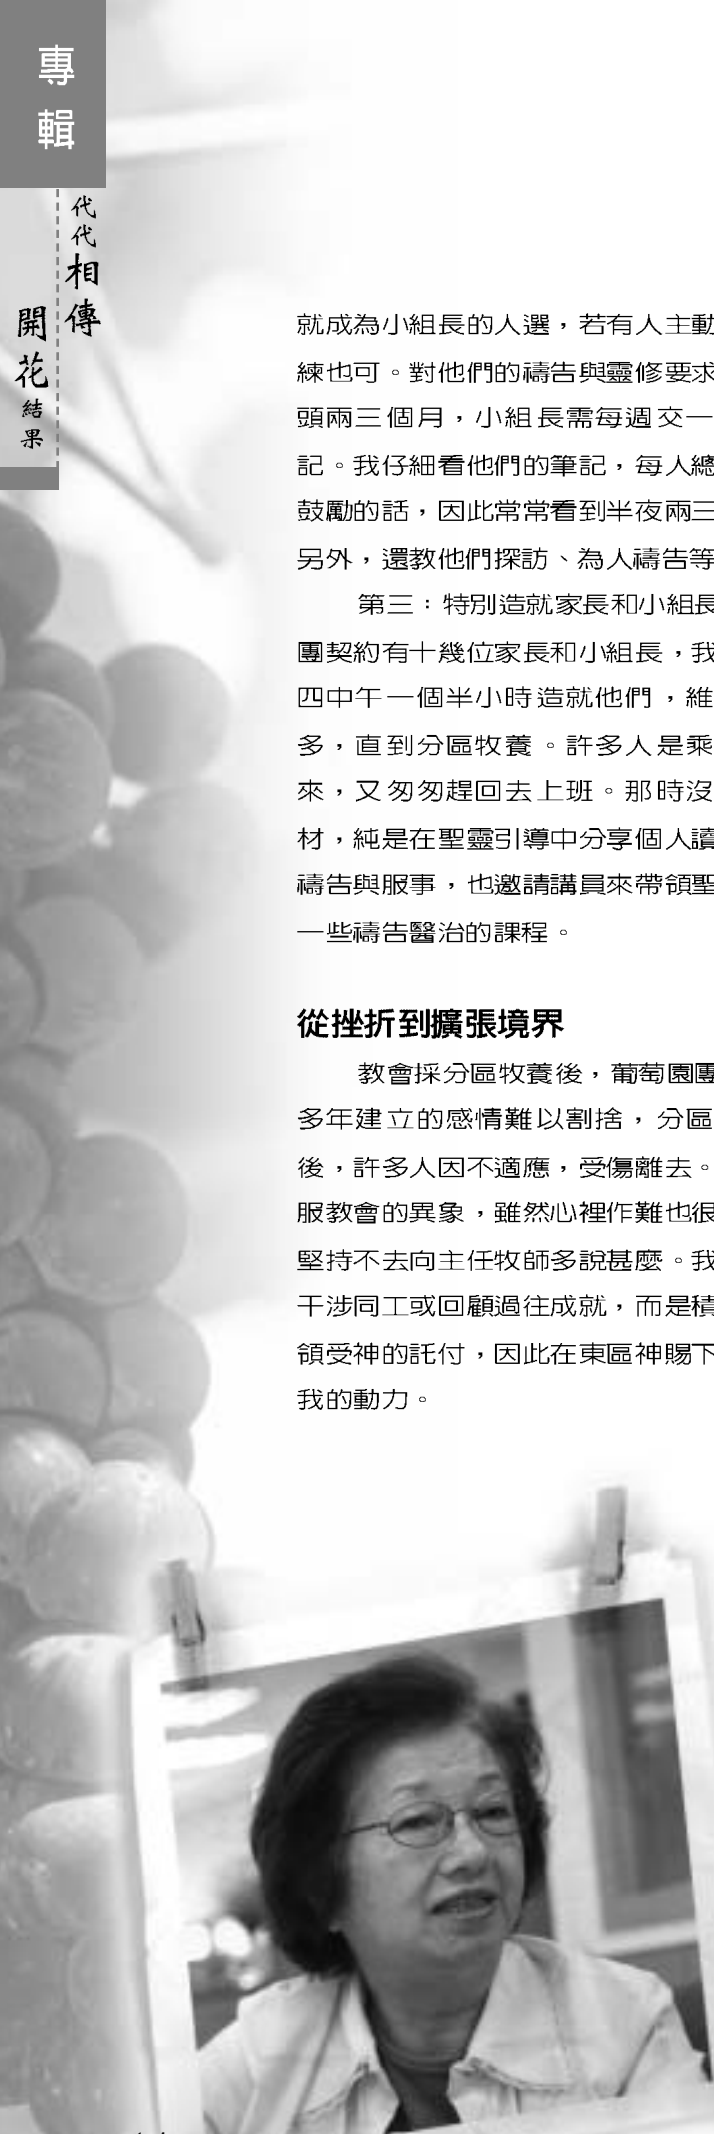 專輯
代代相傳
開花結果
就成為小組長的人選，若有人主動
練也可。對他們的禱告與靈修要求
頭兩三個月，小組長需每週交一
記。我仔細看他們的筆記，每人總
鼓勵的話，因此常常看到半夜兩三
另外，還教他們探訪、為人禱告等
第三：特別造就家長和小組長
團契約有十幾位家長和小組長，我
四中午一個半小時造就他們，維
多，直到分區牧養。許多人是乘
來，又匆匆趕回去上班。那時沒
材，純是在聖靈引導中分享個人讀
禱告與服事，也邀請講員來帶領聖
一些禱告醫治的課程。
從挫折到擴張境界
教會採分區牧養後，葡萄園團
多年建立的感情難以割捨，分區
後，許多人因不適應，受傷離去。
服教會的異象，雖然心裡作難也很
堅持不去向主任牧師多說甚麼。我
干涉同工或回顧過往成就，而是積
領受神的託付，因此在東區神賜下
我的動力。